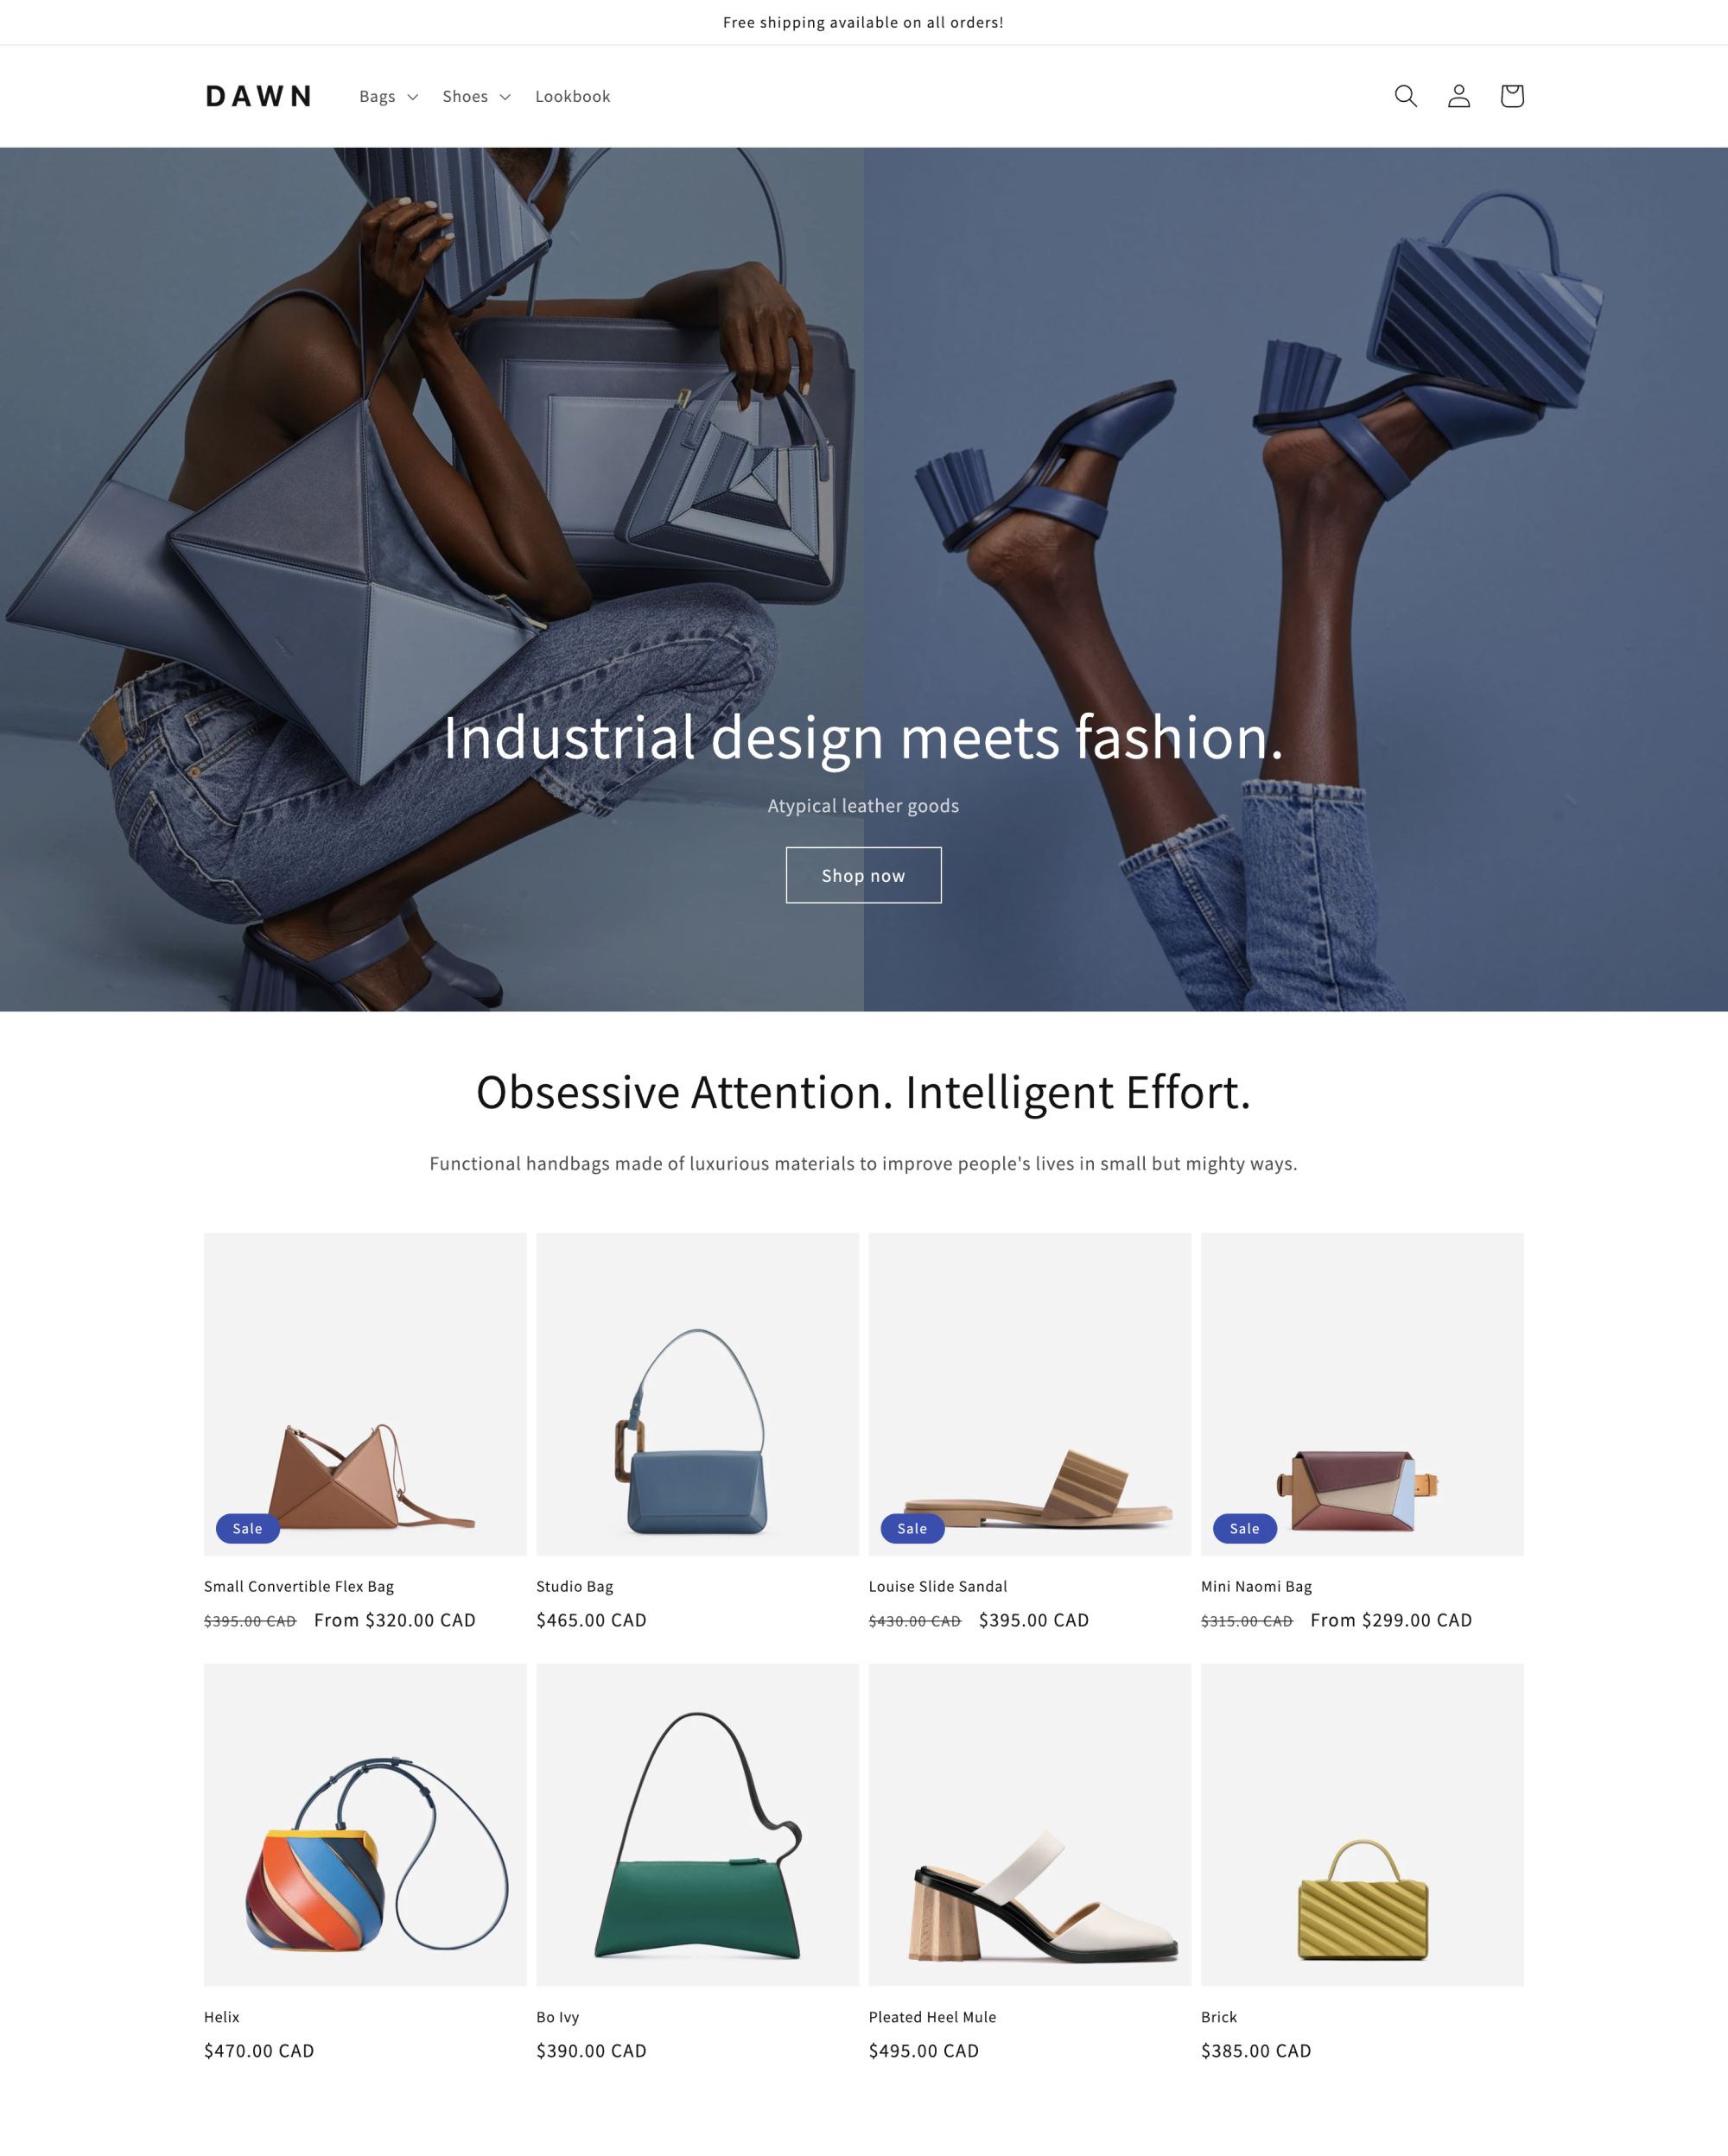 Free shipping available on all orders!
DAWN
Bags
Shoes
Lookbook
Industrial design meets fashion.
Atypical leather goods
Shop now
Obsessive Attention. Intelligent Effort.
Functional handbags made of luxurious materials to improve people's lives in small but mighty ways.
Sale
Small Convertible Flex Bag
$395.00 CAD From $320.00 CAD
Studio Bag
$465.00 CAD
Sale
Louise Slide Sandal
$430.00 CAD $395.00 CAD
Sale
Mini Naomi Bag
$315.00 CAD From $299.00 CAD
Helix
$470.00 CAD
Bo Ivy
$390.00 CAD
Pleated Heel Mule
$495.00 CAD
Brick
$385.00 CAD